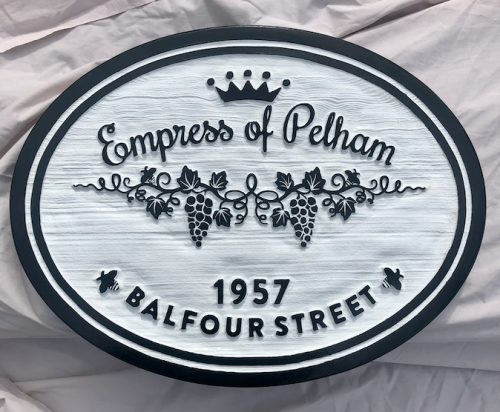 Empress of Pelham
1957
BALFOUR STREET